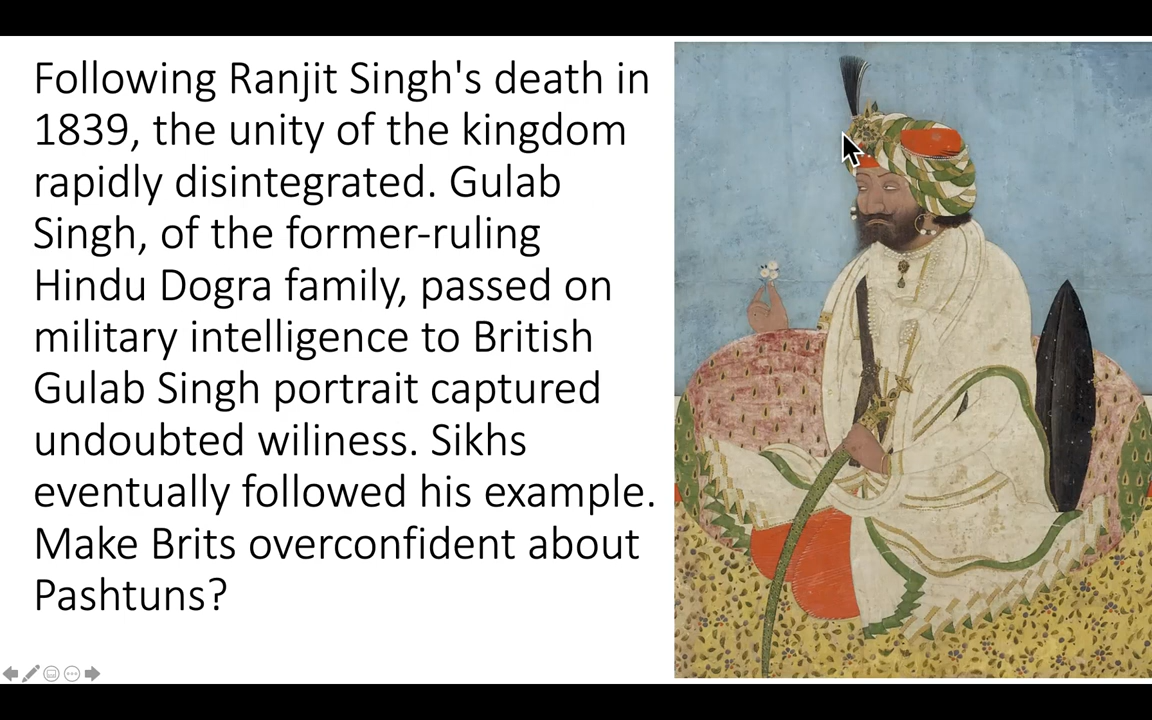 Following Ranjit Singh's death in
1839, the unity of the kingdom
rapidly disintegrated. Gulab
Singh, of the former-ruling
Hindu Dogra family, passed on
military intelligence to British
Gulab Singh portrait captured
undoubted wiliness. Sikhs
eventually followed his example.
Make Brits overconfident about
Pashtuns?